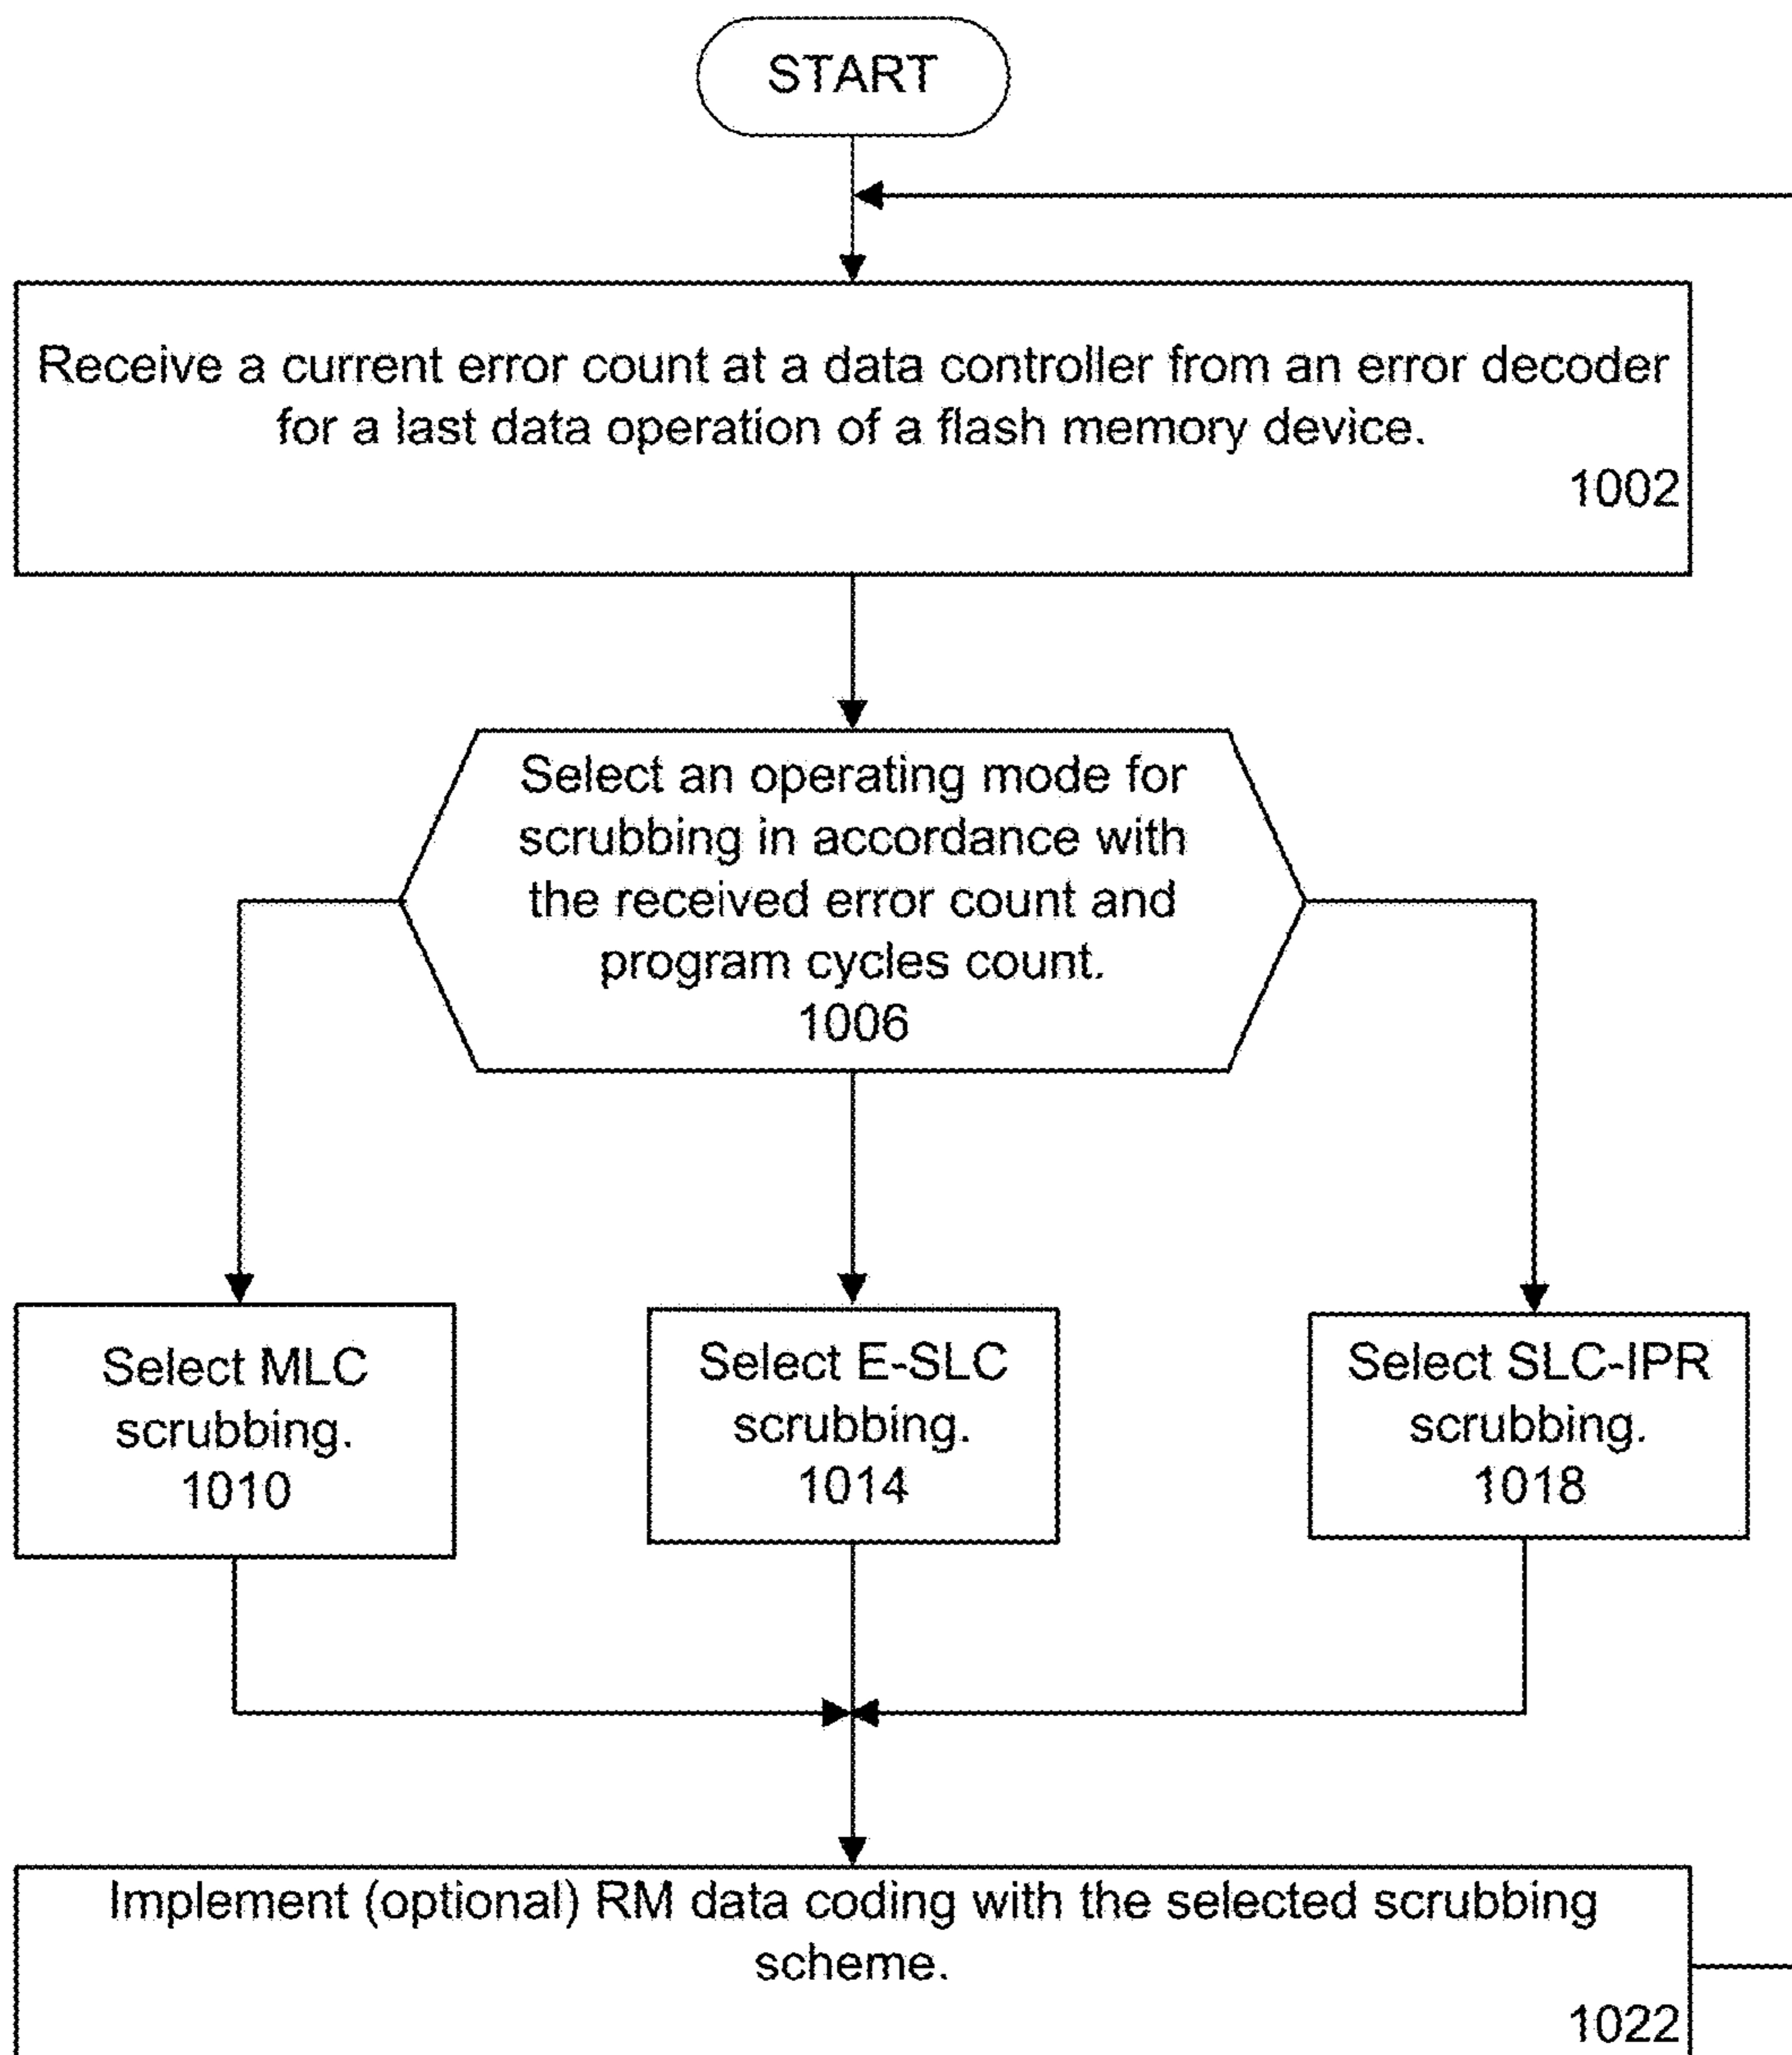 START
Receive a current error count at a data controller from an error decoder
for a last data operation of a flash memory device.
1002
Select an operating mode for
scrubbing in accordance with
the received error count and
program cycles count.
1006
Select MLC
scrubbing.
1010
Select E-SLC
scrubbing.
1014
Select SLC-IPR
scrubbing.
1018
Implement (optional) RM data coding with the selected scrubbing
scheme.
1022